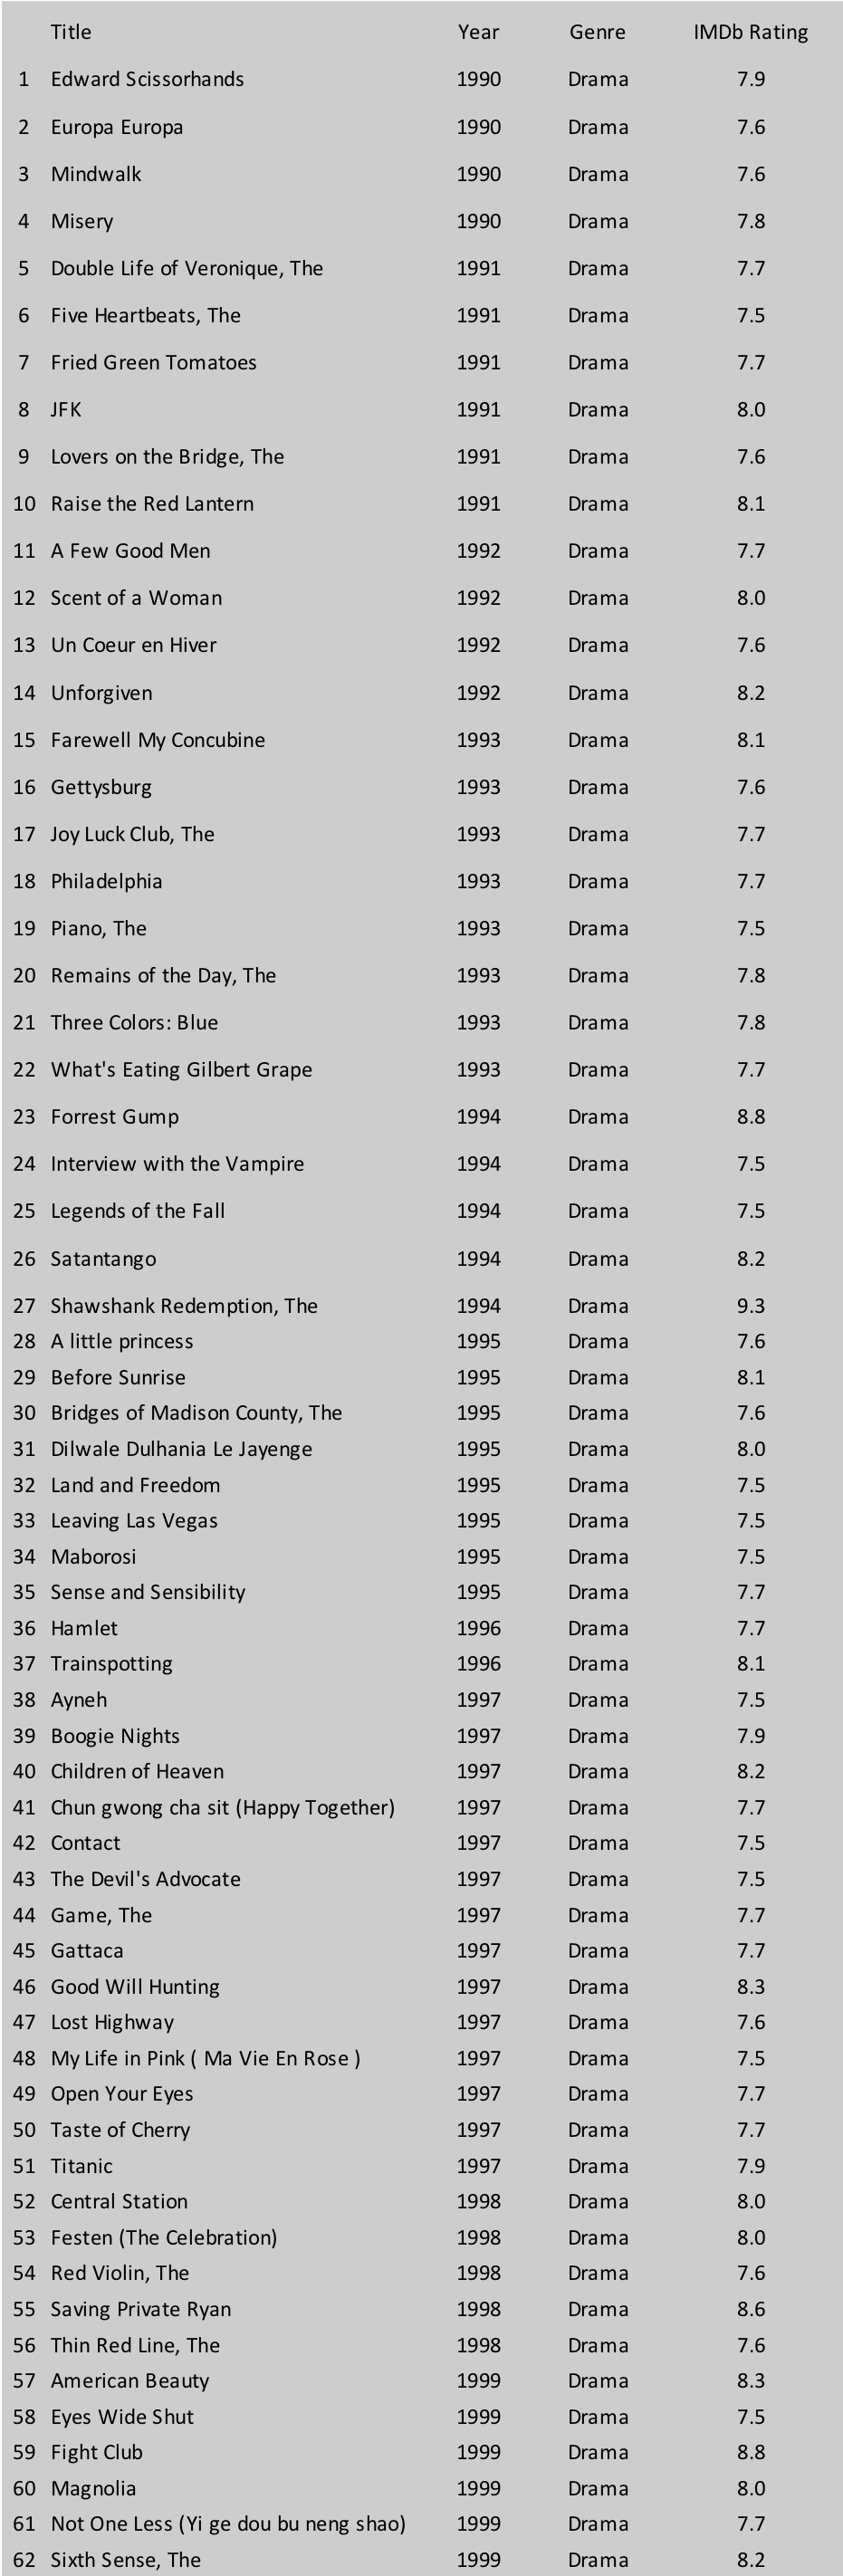 Title Year Genre IMDb Rating
1 Edward Scissorhands 1990 Drama 7.9
2 Europa Europa 1990 Drama 7.6
3 Mindwalk 1990 Drama 7.6
4 Misery 1990 Drama 7.8
5 Double Life of Veronique, The 1991 Drama 7.7
6 Five Heartbeats, The 1991 Drama 7.5
7 Fried Green Tomatoes 1991 Drama 7.7
8 JFK 1991 Drama 8.0
9 Lovers on the Bridge, The 1991 Drama 7.6
10 Raise the Red Lantern 1991 Drama 8.1
11 A Few Good Men 1992 Drama 7.7
12 Scent of a Woman 1992 Drama 8.0
13 Un Coeur en Hiver 1992 Drama 7.6
14 Unforgiven 1992 Drama 8.2
15 Farewell My Concubine 1993 Drama 8.1
16 Gettysburg 1993 Drama 7.6
17 Joy Luck Club, The 1993 Drama 7.7
18 Philadelphia 1993 Drama 7.7
19 Piano, The 1993 Drama 7.5
20 Remains of the Day, The 1993 Drama 7.8
21 Three Colors: Blue 1993 Drama 7.8
22 What's Eating Gilbert Grape 1993 Drama 7.7
23 Forrest Gump 1994 Drama 8.8
24 Interview with the Vampire 1994 Drama 7.5
25 Legends of the Fall 1994 Drama 7.5
26 Satantango 1994 Drama 8.2
27 Shawshank Redemption, The 1994 Drama 9.3
28 A little princess 1995 Drama 7.6
29 Before Sunrise 1995 Drama 8.1
30 Bridges of Madison County, The 1995 Drama 7.6
31 Dilwale Dulhania Le Jayenge 1995 Drama 8.0
32 Land and Freedom 1995 Drama 7.5
33 Leaving Las Vegas 1995 Drama 7.5
34 Maborosi 1995 Drama 7.5
35 Sense and Sensibility 1995 Drama 7.7
36 Hamlet 1996 Drama 7.7
37 Trainspotting 1996 Drama 8.1
38 Ayneh 1997 Drama 7.5
39 Boogie Nights 1997 Drama 7.9
40 Children of Heaven 1997 Drama 8.2
41 Chun gwong cha sit (Happy Together) 1997 Drama 7.7
42 Contact 1997 Drama 7.5
43 The Devil's Advocate 1997 Drama 7.5
44 Game, The 1997 Drama 7.7
45 Gattaca 1997 Drama 7.7
46 Good Will Hunting 1997 Drama 8.3
47 Lost Highway 1997 Drama 7.6
48 My Life in Pink ( Ma Vie En Rose ) 1997 Drama 7.5
49 Open Your Eyes 1997 Drama 7.7
50 Taste of Cherry 1997 Drama 7.7
51 Titanic 1997 Drama 7.9
52 Central Station 1998 Drama 8.0
53 Festen (The Celebration) 1998 Drama 8.0
54 Red Violin, The 1998 Drama 7.6
55 Saving Private Ryan 1998 Drama 8.6
56 Thin Red Line, The 1998 Drama 7.6
57 American Beauty 1999 Drama 8.3
58 Eyes Wide Shut 1999 Drama 7.5
59 Fight Club 1999 Drama 8.8
60 Magnolia 1999 Drama 8.0
61 Not One Less (Yi ge dou bu neng shao) 1999 Drama 7.7
62 Sixth Sense, The 1999 Drama 8.2